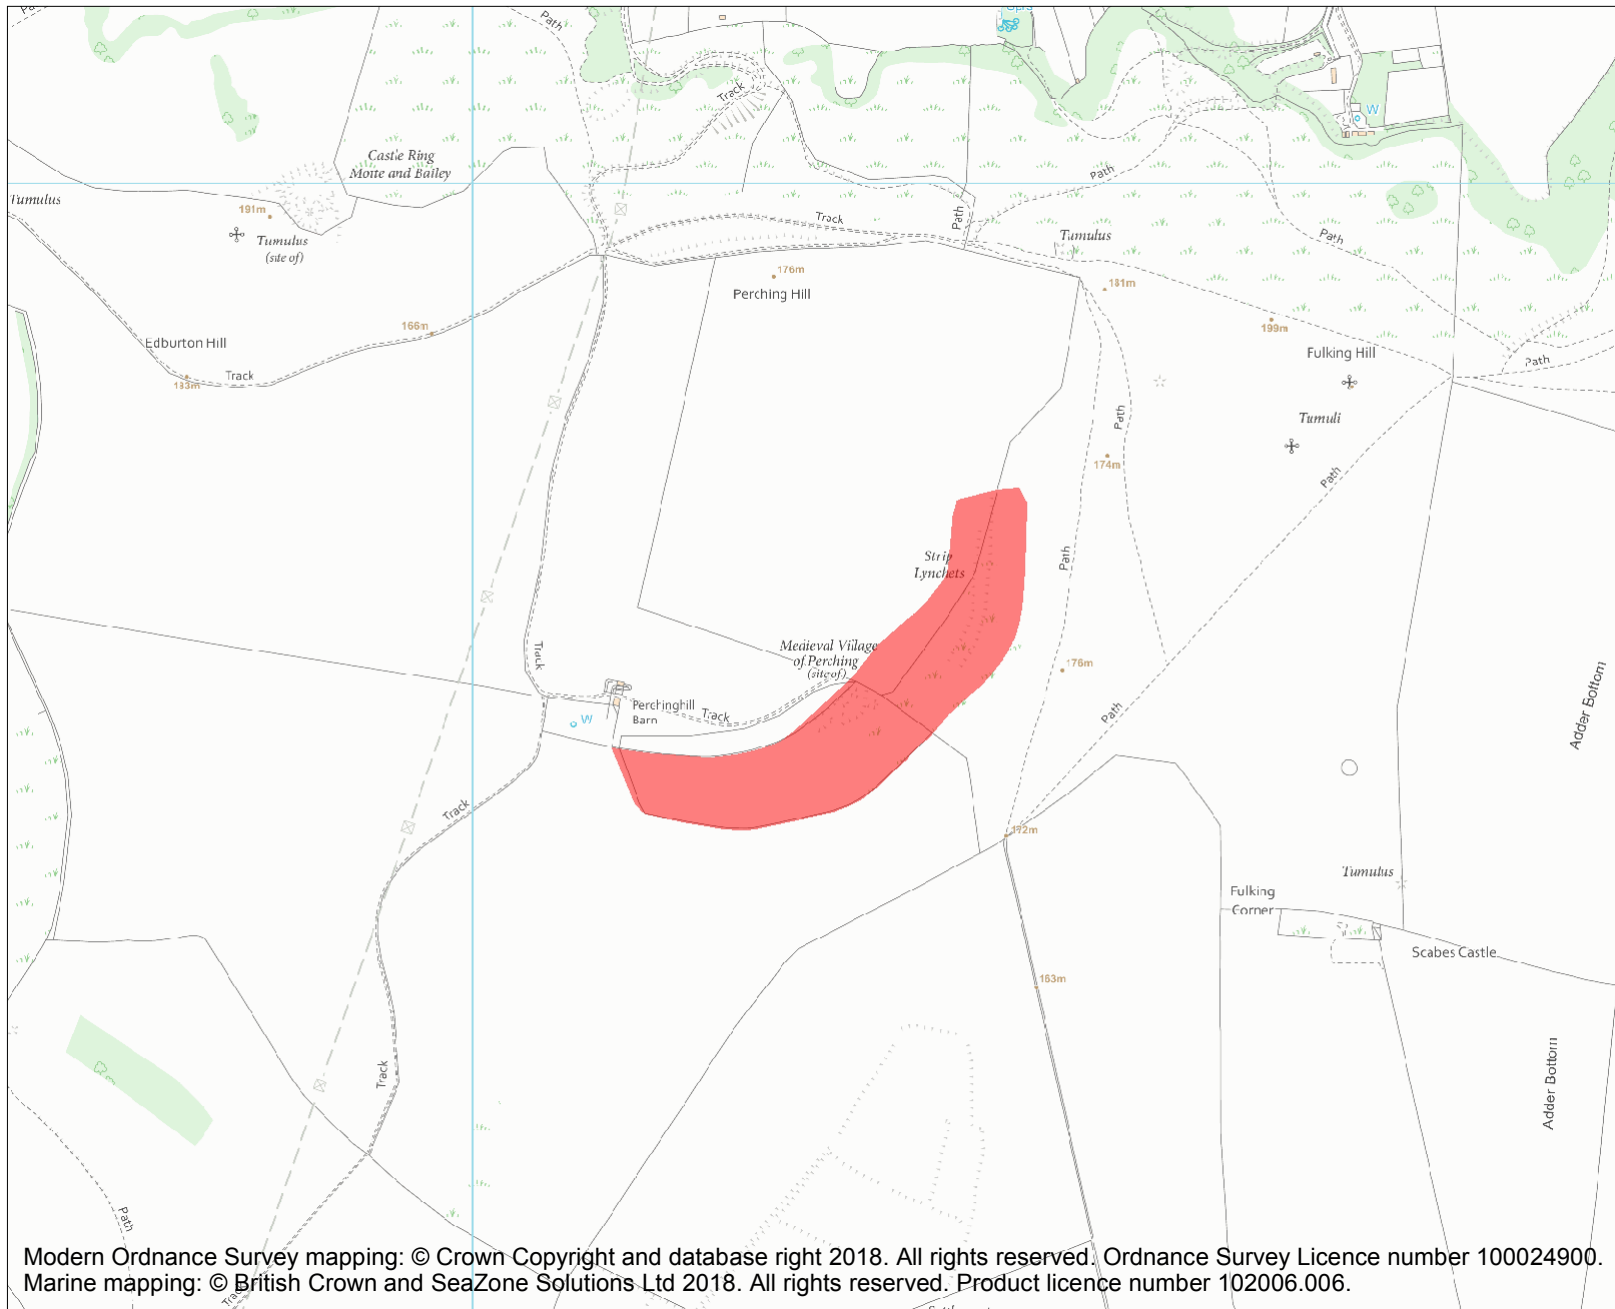 Path
Path
Track
W
Castle Ring
Motte and Bailey
Path
Tumulus
191m
Tumulus
(site of)
Track
Path
Tumulus
Path
176m
Perching Hill
181m
166m
199m
Edburton Hill
Fulking Hill
183m
Track
Path
Path
Tumuli
174m
Path
Strip
Lynchets
Path
Medieval Village
of Perching
(site of)
Track
176m
Perchinghill
Barn
Track
W
Path
Adder Bottom
Track
172m
Tumulus
Fulking
Corner
Scabes Castle
163m
Track
Adder Bottom
Path
Modern Ordnance Survey mapping: © Crown Copyright and database right 2018. All rights reserved. Ordnance Survey Licence number 100024900.
Marine mapping: © British Crown and SeaZone Solutions Ltd 2018. All rights reserved. Product licence number 102006.006.